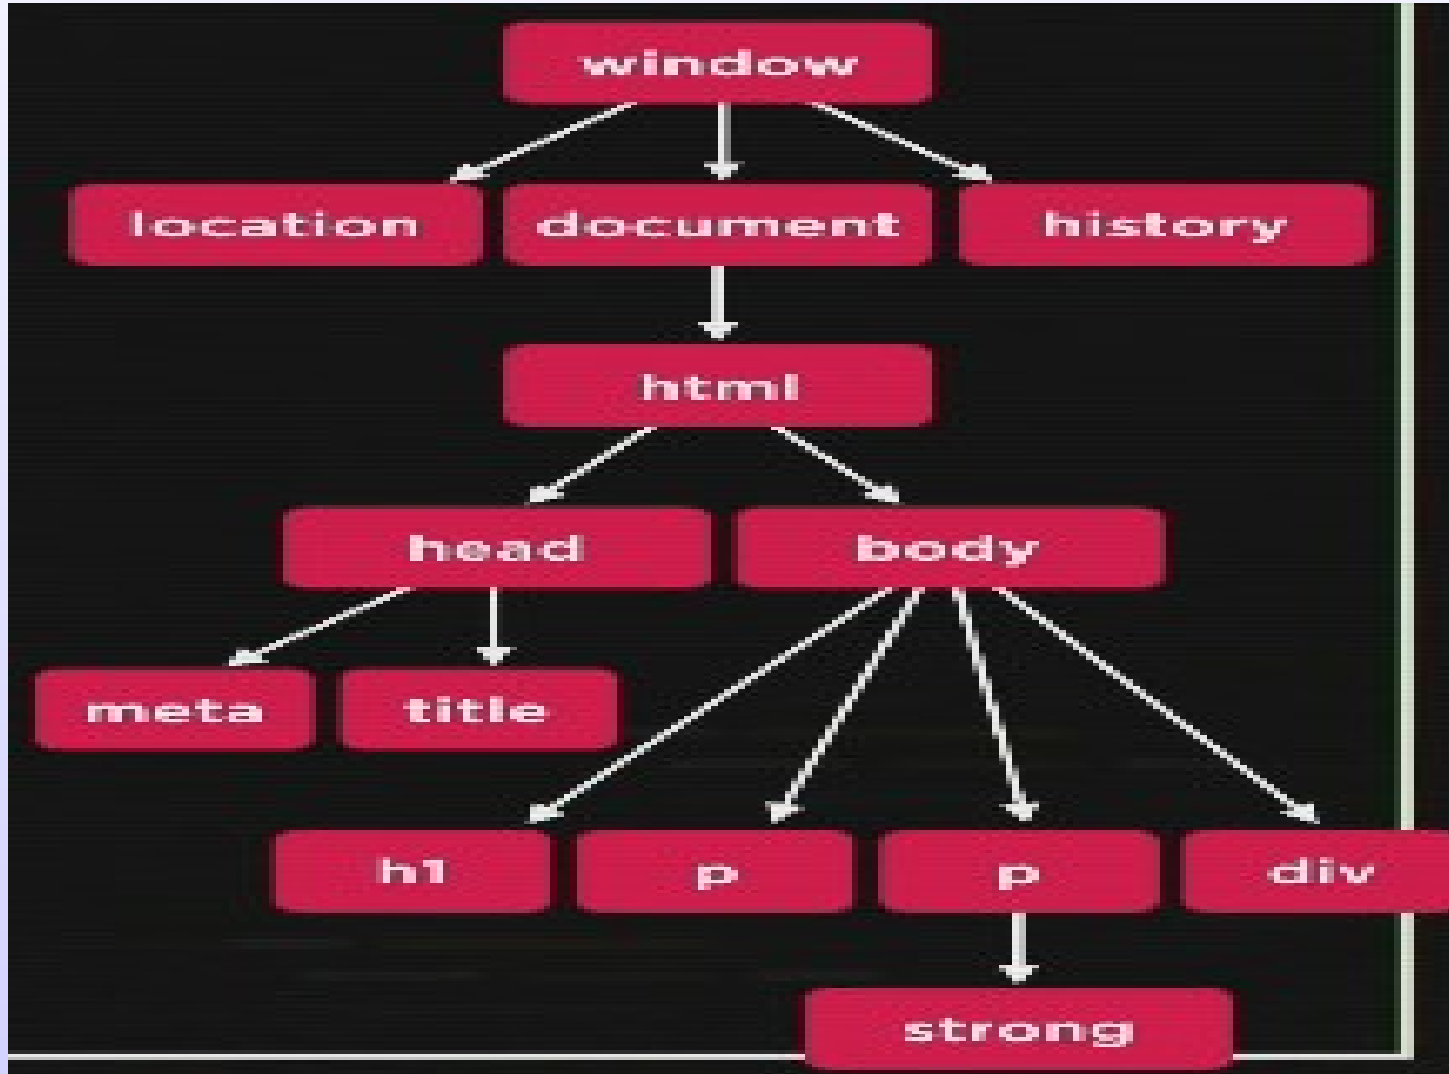 window
location document history
html
head body
meta title
h1 p p div
strong